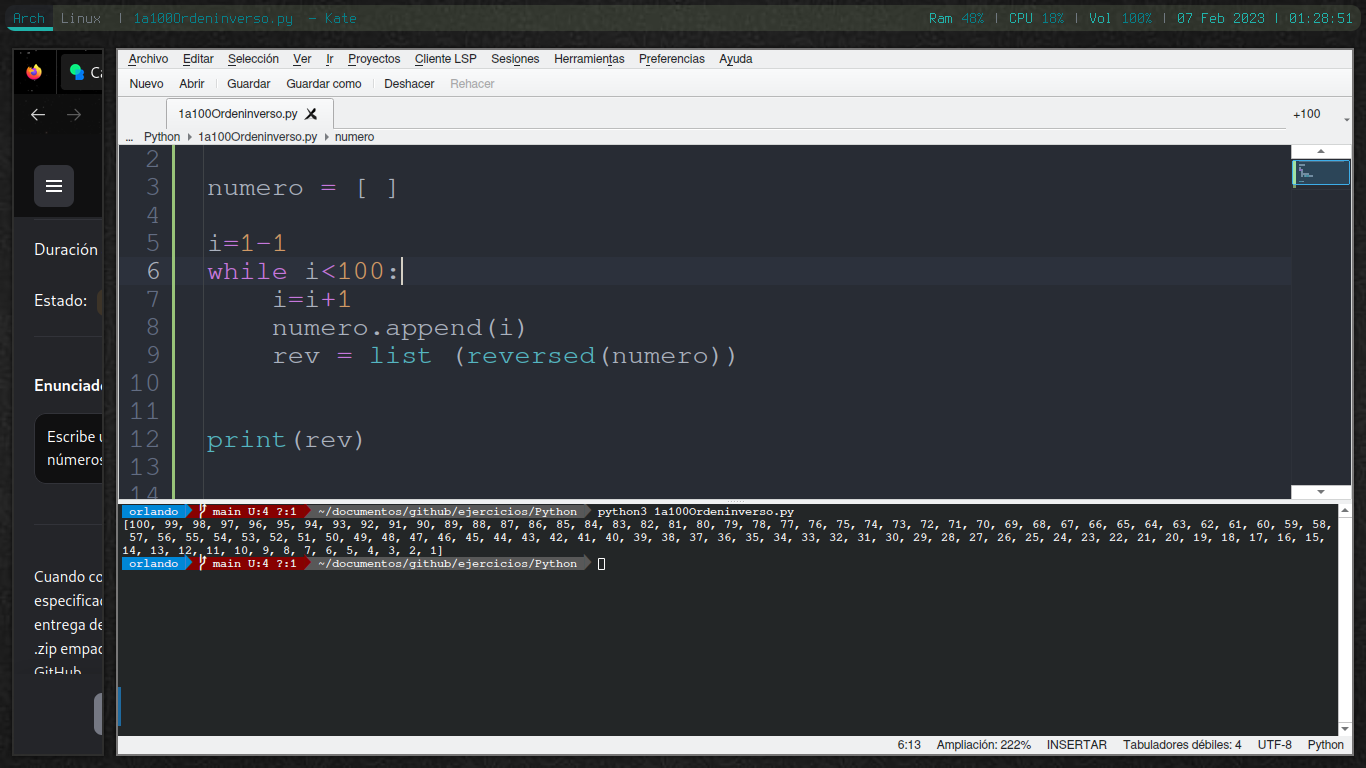 Arch Linux | 1a100Ordeninverso.py – Kate
Ram 48% | CPU 18% | Vol 100% | 07 Feb 2023 | 01:28:51
Duración
Estado:
Enunciad
Escribe
números
Cuando co
especificac
entrega de
.zip empac
GitHub
Archivo Editar Selección Ver Ir Proyectos Cliente LSP Sesiones Herramientas Preferencias Ayuda
Nuevo Abrir Guardar Guardar como Deshacer Rehacer
1a100Ordeninverso.py
+100
... Python 1a100Ordeninverso.py numero
2
3 numero = [ ]
4
5 i=1-1
6 while i<100:
7 i=i+1
8 numero.append(i)
9 rev = list (reversed(numero))
10
11
12 print(rev)
13
14
orlando main U:4 ?:1 ~/documentos/github/ejercicios/Python python3 1a100Ordeninverso.py
[100, 99, 98, 97, 96, 95, 94, 93, 92, 91, 90, 89, 88, 87, 86, 85, 84, 83, 82, 81, 80, 79, 78, 77, 76, 75, 74, 73, 72, 71, 70, 69, 68, 67, 66, 65, 64, 63, 62, 61, 60, 59, 58,
57, 56, 55, 54, 53, 52, 51, 50, 49, 48, 47, 46, 45, 44, 43, 42, 41, 40, 39, 38, 37, 36, 35, 34, 33, 32, 31, 30, 29, 28, 27, 26, 25, 24, 23, 22, 21, 20, 19, 18, 17, 16, 15,
14, 13, 12, 11, 10, 9, 8, 7, 6, 5, 4, 3, 2, 1]
orlando main U:4 ?:1 ~/documentos/github/ejercicios/Python
6:13 Ampliación: 222% INSERTAR Tabuladores débiles: 4 UTF-8 Python